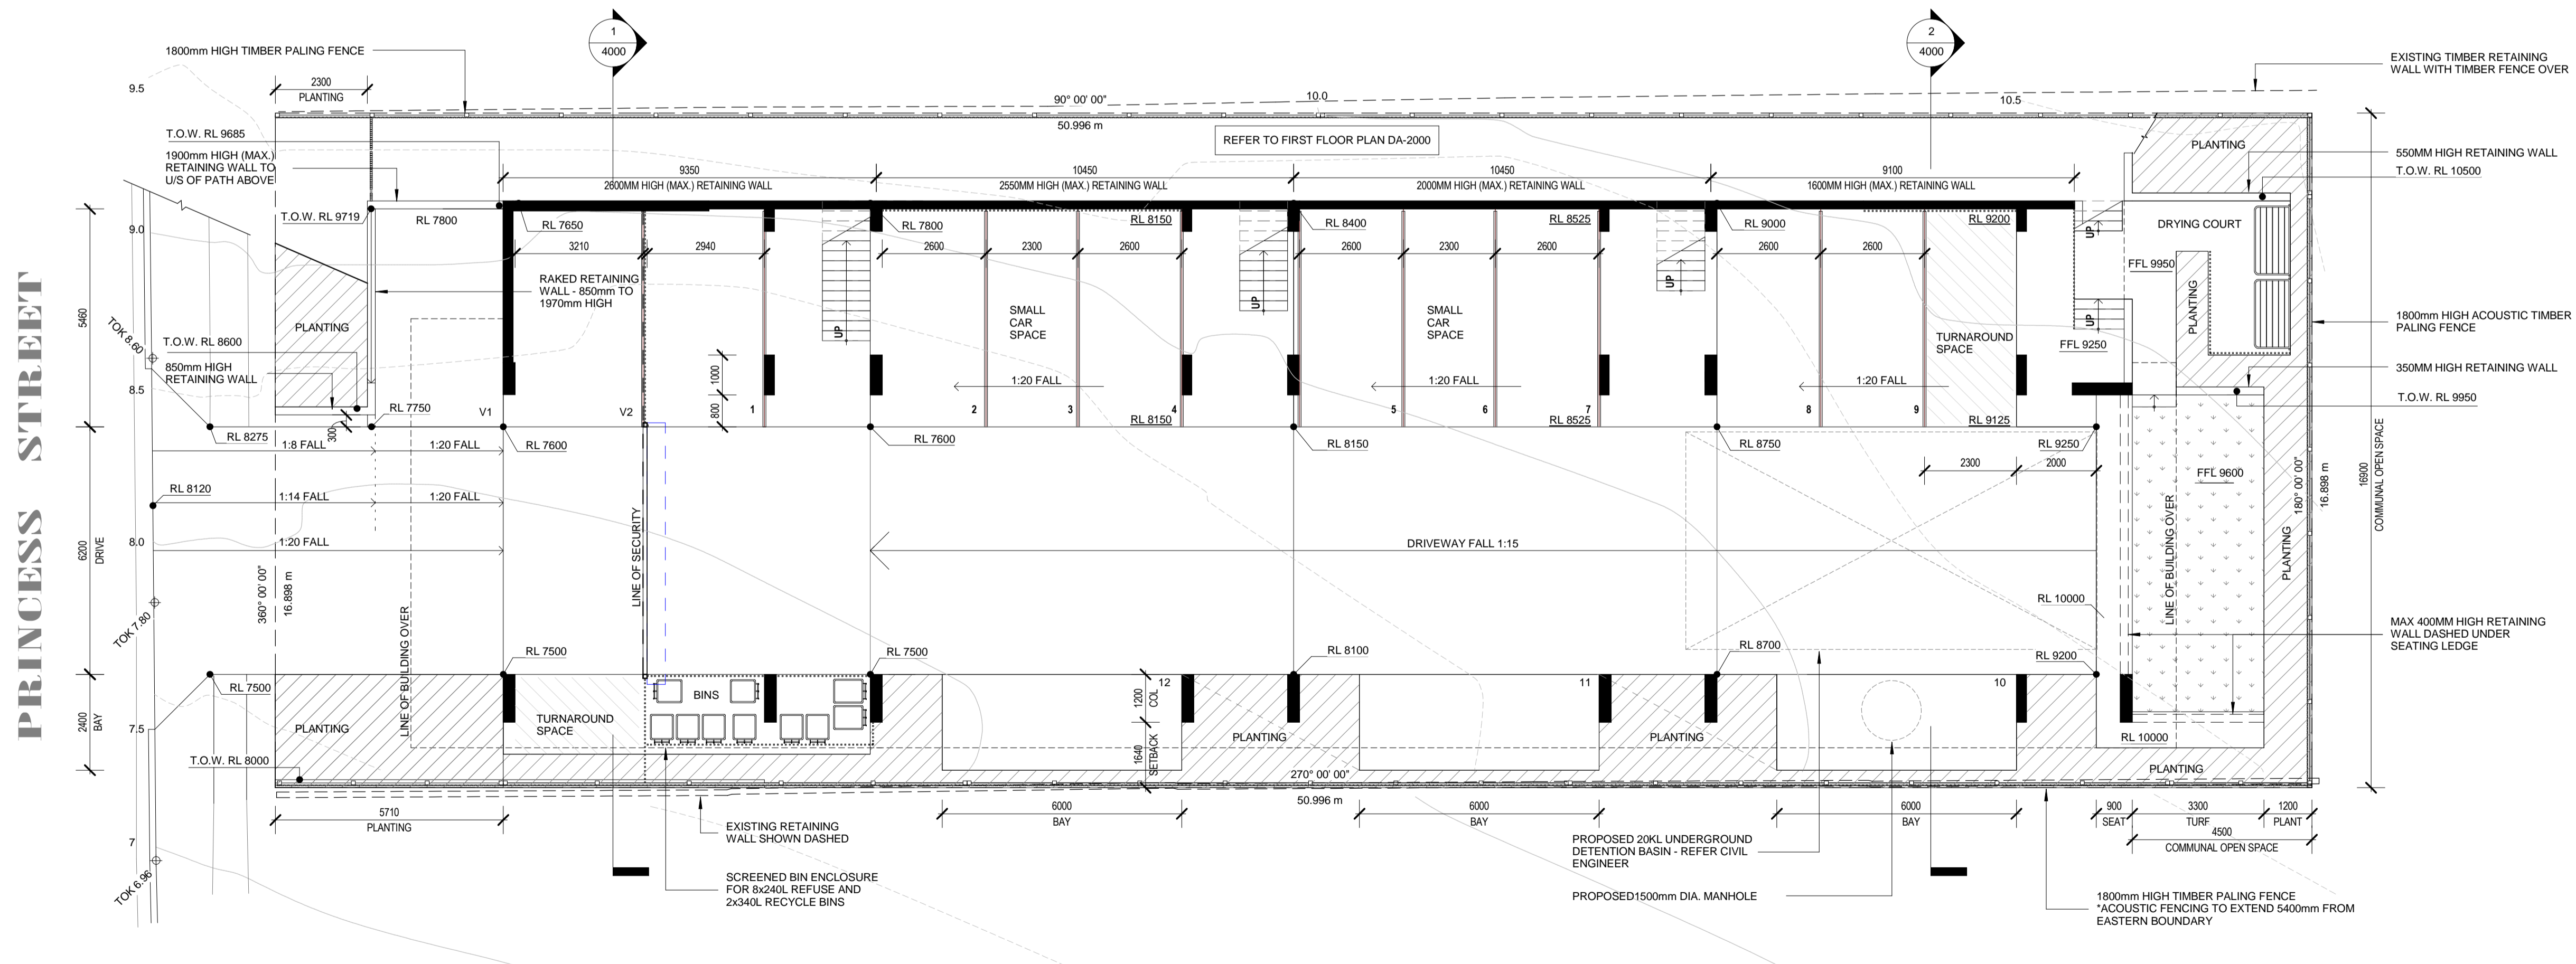 1
4000
2
4000
1800mm HIGH TIMBER PALING FENCE
EXISTING TIMBER RETAINING
WALL WITH TIMBER FENCE OVER
9.5
2300
PLANTING
90° 00' 00"
10.0
10.5
50.996 m
REFER TO FIRST FLOOR PLAN DA-2000
T.O.W. RL 9685
1900mm HIGH (MAX.)
RETAINING WALL TO
U/S OF PATH ABOVE
9350
2600MM HIGH (MAX.) RETAINING WALL
10450
2550MM HIGH (MAX.) RETAINING WALL
10450
2000MM HIGH (MAX.) RETAINING WALL
9100
1600MM HIGH (MAX.) RETAINING WALL
PLANTING
550MM HIGH RETAINING WALL
T.O.W. RL 10500
T.O.W. RL 9719
RL 7800
RL 7650
RL 7800
RL 8150
RL 8400
RL 8525
RL 9000
RL 9200
DRYING COURT
9.0
3210
2940
2600
2300
2600
2600
2300
2600
2600
2600
UP
UP
UP
UP
UP
FFL 9950
PLANTING
RAKED RETAINING
WALL - 850mm TO
1970mm HIGH
PLANTING
SMALL
CAR
SPACE
SMALL
CAR
SPACE
TURNAROUND
SPACE
FFL 9250
1800mm HIGH ACOUSTIC TIMBER
PALING FENCE
PRINCESS STREET
5460
TOK 8.60
T.O.W. RL 8600
850mm HIGH
RETAINING WALL
8.5
1000
800
1:20 FALL
1:20 FALL
1:20 FALL
350MM HIGH RETAINING WALL
T.O.W. RL 9950
RL 7750
V1
V2
1
2
3
4
5
6
7
8
9
RL 8150
RL 8525
RL 9125
300
RL 8275
1:8 FALL
1:20 FALL
RL 7600
RL 7600
RL 8150
RL 8750
RL 9250
2300
2000
FFL 9600
180° 00' 00"
16.898 m
16900
COMMUNAL OPEN SPACE
RL 8120
1:14 FALL
1:20 FALL
8.0
1:20 FALL
6200
DRIVE
LINE OF SECURITY
DRIVEWAY FALL 1:15
LINE OF BUILDING OVER
PLANTING
360° 00' 00"
16.898 m
TOK 7.80
LINE OF BUILDING OVER
RL 10000
MAX 400MM HIGH RETAINING
WALL DASHED UNDER
SEATING LEDGE
RL 7500
RL 7500
RL 8100
RL 8700
RL 9200
RL 7500
2400
BAY
7.5
PLANTING
TURNAROUND
SPACE
BINS
12
1200
COL
1640
SETBACK
PLANTING
11
PLANTING
10
RL 10000
T.O.W. RL 8000
PLANTING
270° 00' 00"
50.996 m
5710
PLANTING
6000
BAY
6000
BAY
6000
BAY
900
SEAT
3300
TURF
1200
PLANT
4500
COMMUNAL OPEN SPACE
7
TOK 6.96
EXISTING RETAINING
WALL SHOWN DASHED
PROPOSED 20KL UNDERGROUND
DETENTION BASIN - REFER CIVIL
ENGINEER
SCREENED BIN ENCLOSURE
FOR 8x240L REFUSE AND
2x340L RECYCLE BINS
PROPOSED1500mm DIA. MANHOLE
1800mm HIGH TIMBER PALING FENCE
*ACOUSTIC FENCING TO EXTEND 5400mm FROM
EASTERN BOUNDARY